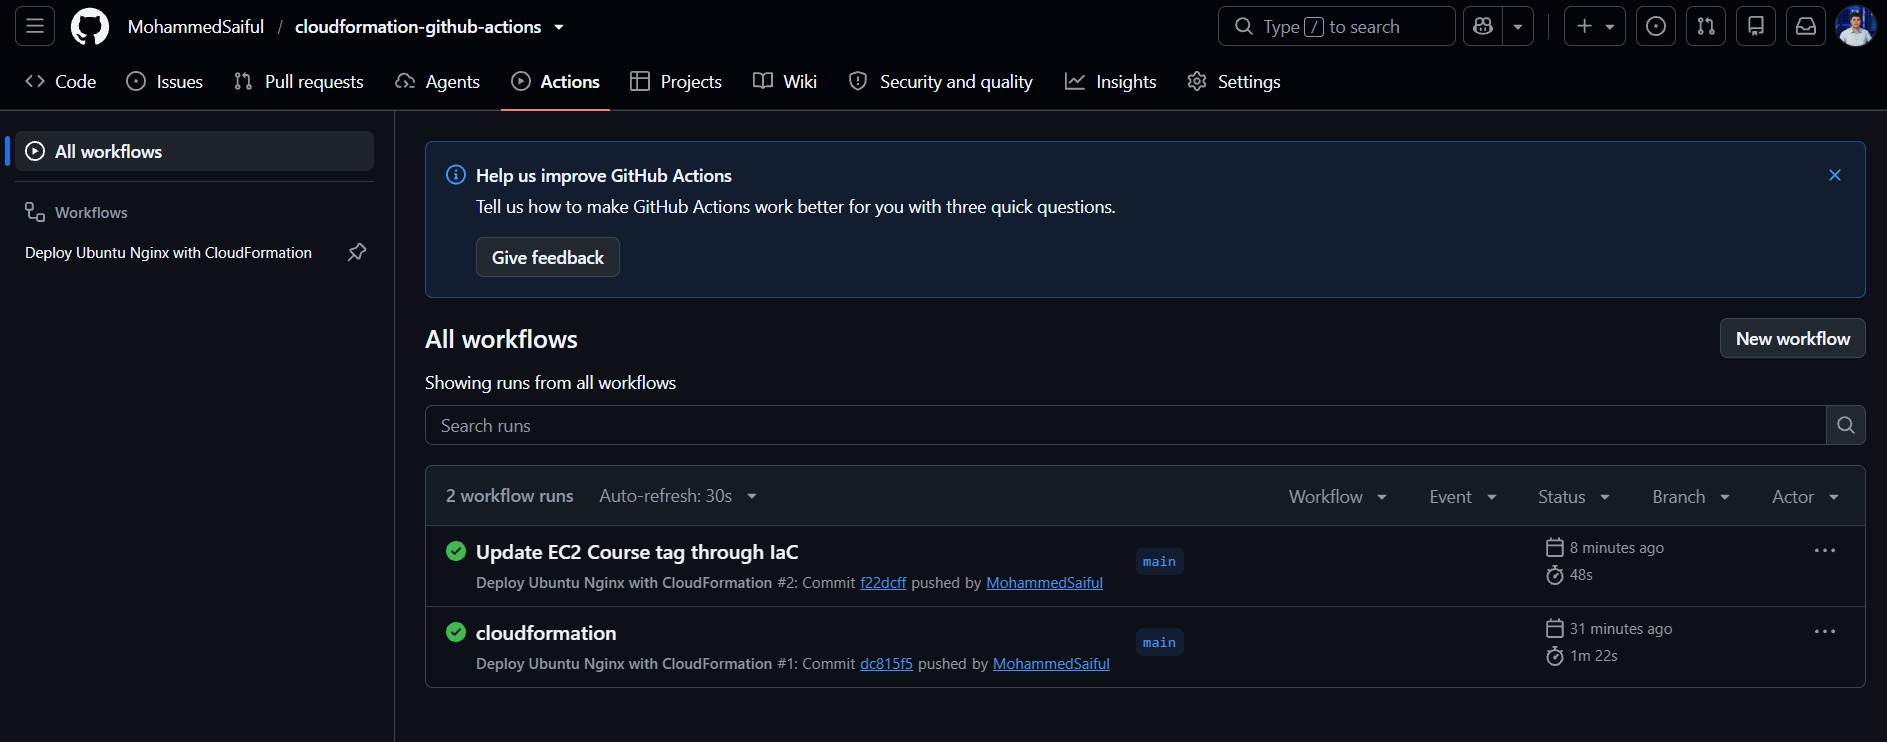 MohammedSaiful / cloudformation-github-actions
Type / to search
Code
Issues
Pull requests
Agents
Actions
Projects
Wiki
Security and quality
Insights
Settings
All workflows
Workflows
Deploy Ubuntu Nginx with CloudFormation
Help us improve GitHub Actions
Tell us how to make GitHub Actions work better for you with three quick questions.
Give feedback
All workflows
New workflow
Showing runs from all workflows
Search runs
2 workflow runs
Auto-refresh: 30s
Workflow
Event
Status
Branch
Actor
Update EC2 Course tag through IaC
Deploy Ubuntu Nginx with CloudFormation #2: Commit f22dcff pushed by MohammedSaiful
main
8 minutes ago
48s
cloudformation
Deploy Ubuntu Nginx with CloudFormation #1: Commit dc815f5 pushed by MohammedSaiful
main
31 minutes ago
1m 22s